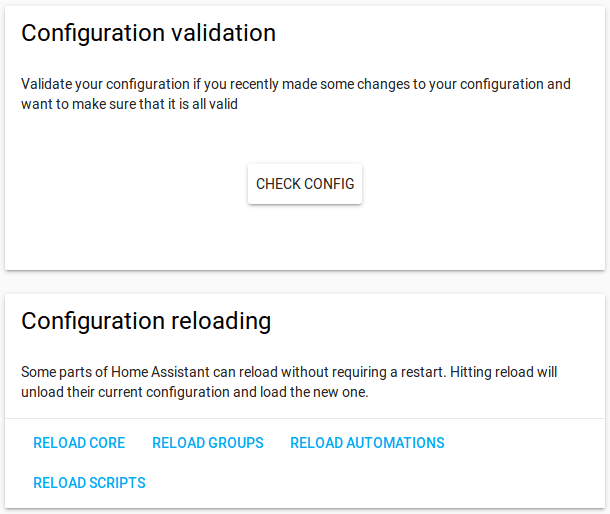 Configuration validation
Validate your configuration if you recently made some changes to your configuration and
want to make sure that it is all valid
CHECK CONFIG
Configuration reloading
Some parts of Home Assistant can reload without requiring a restart. Hitting reload will
unload their current configuration and load the new one.
RELOAD CORE RELOAD GROUPS RELOAD AUTOMATIONS
RELOAD SCRIPTS